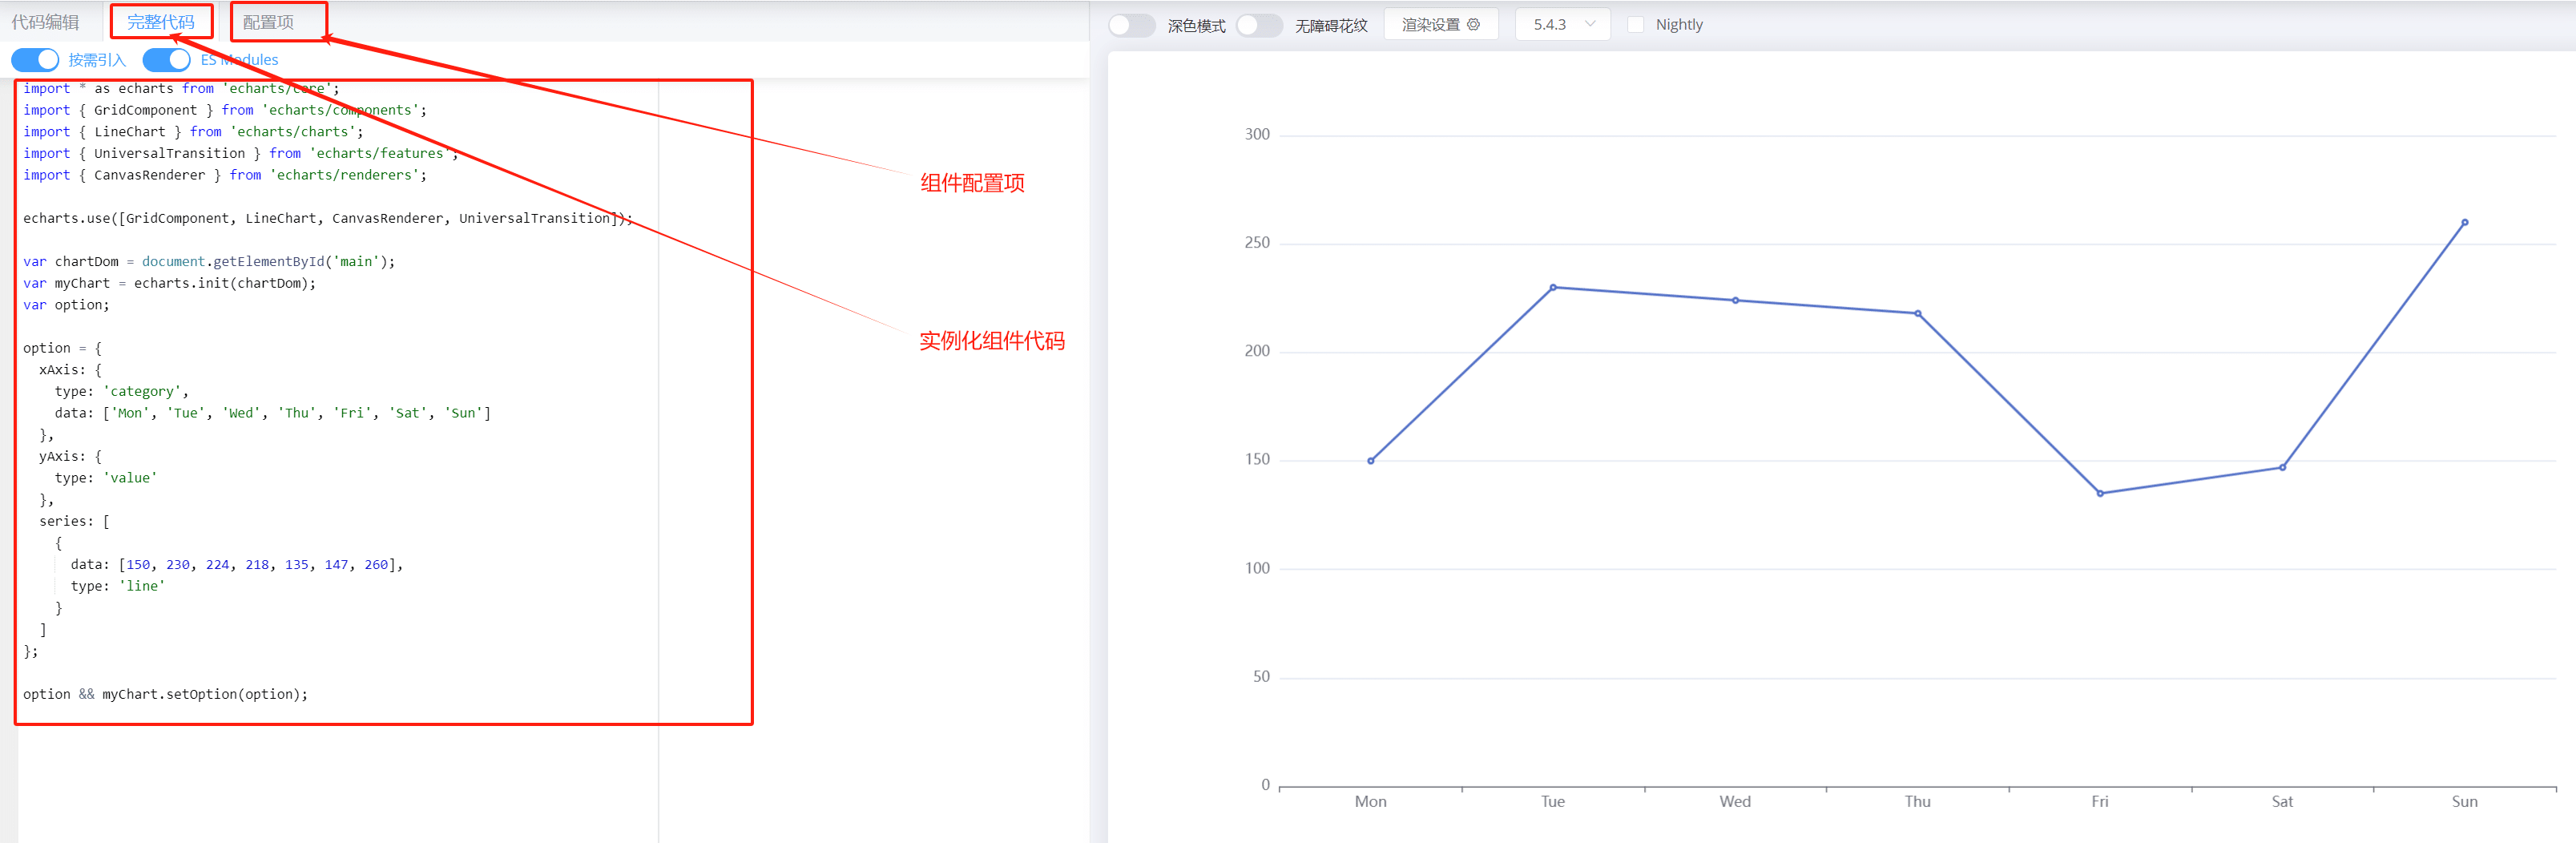 代码编辑 完整代码 配置项
按需引入 ES Modules
import * as echarts from 'echarts/core';
import { GridComponent } from 'echarts/components';
import { LineChart } from 'echarts/charts';
import { UniversalTransition } from 'echarts/features';
import { CanvasRenderer } from 'echarts/renderers';
echarts.use([GridComponent, LineChart, CanvasRenderer, UniversalTransition]);
var chartDom = document.getElementById('main');
var myChart = echarts.init(chartDom);
var option;
option = {
xAxis: {
type: 'category',
data: ['Mon', 'Tue', 'Wed', 'Thu', 'Fri', 'Sat', 'Sun']
},
yAxis: {
type: 'value'
},
series: [
{
data: [150, 230, 224, 218, 135, 147, 260],
type: 'line'
}
]
};
option && myChart.setOption(option);
组件配置项
实例化组件代码
深色模式 无障碍花纹 渲染设置 5.4.3 Nightly
300
250
200
150
100
50
0
Mon Tue Wed Thu Fri Sat Sun